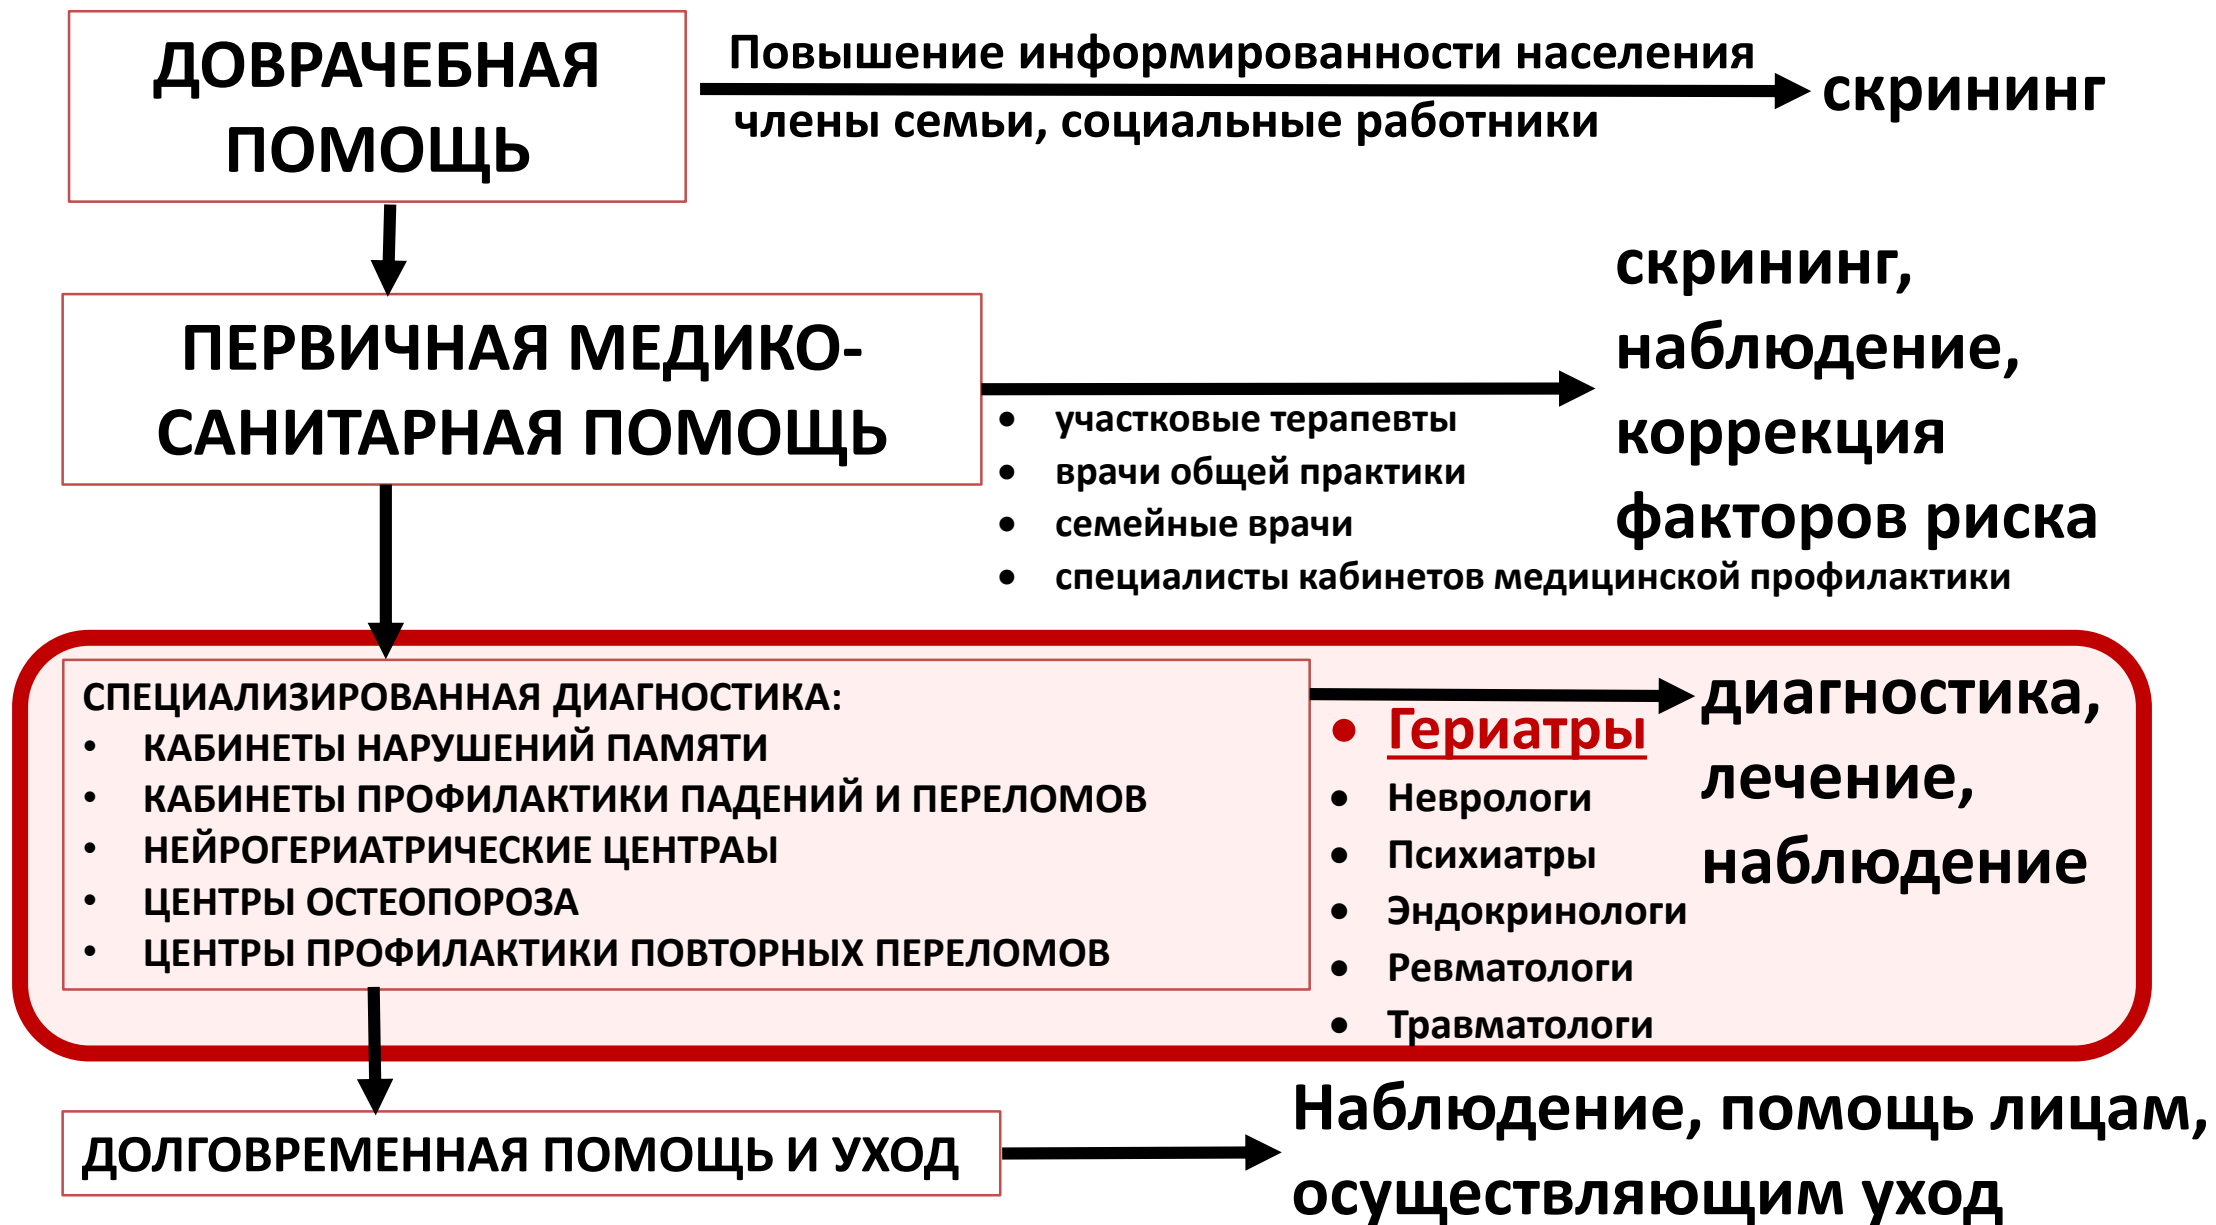 ДОВРАЧЕБНАЯ
ПОМОЩЬ
Повышение информированности населения
члены семьи, социальные работники
скрининг
ПЕРВИЧНАЯ МЕДИКО-
САНИТАРНАЯ ПОМОЩЬ
• участковые терапевты
• врачи общей практики
• семейные врачи
• специалисты кабинетов медицинской профилактики
скрининг,
наблюдение,
коррекция
факторов риска
СПЕЦИАЛИЗИРОВАННАЯ ДИАГНОСТИКА:
• КАБИНЕТЫ НАРУШЕНИЙ ПАМЯТИ
• КАБИНЕТЫ ПРОФИЛАКТИКИ ПАДЕНИЙ И ПЕРЕЛОМОВ
• НЕЙРОГЕРИАТРИЧЕСКИЕ ЦЕНТРАЫ
• ЦЕНТРЫ ОСТЕОПОРОЗА
• ЦЕНТРЫ ПРОФИЛАКТИКИ ПОВТОРНЫХ ПЕРЕЛОМОВ
• Гериатры
• Неврологи
• Психиатры
• Эндокринологи
• Ревматологи
• Травматологи
диагностика,
лечение,
наблюдение
ДОЛГОВРЕМЕННАЯ ПОМОЩЬ И УХОД
Наблюдение, помощь лицам,
осуществляющим уход